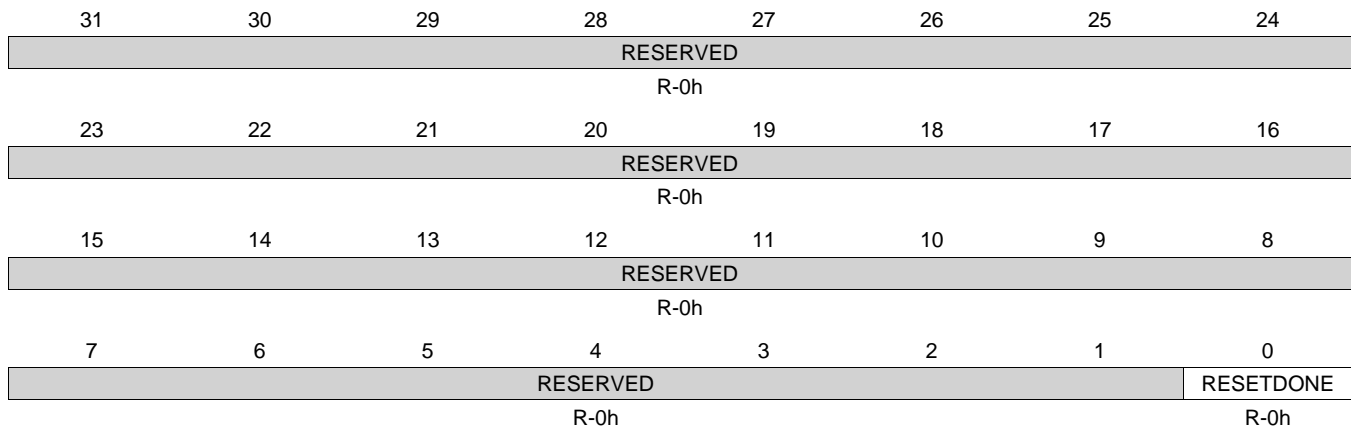 31 30 29 28 27 26 25 24
RESERVED
R-0h
23 22 21 20 19 18 17 16
RESERVED
R-0h
15 14 13 12 11 10 9 8
RESERVED
R-0h
7 6 5 4 3 2 1 0
RESERVED RESETDONE
R-0h R-0h